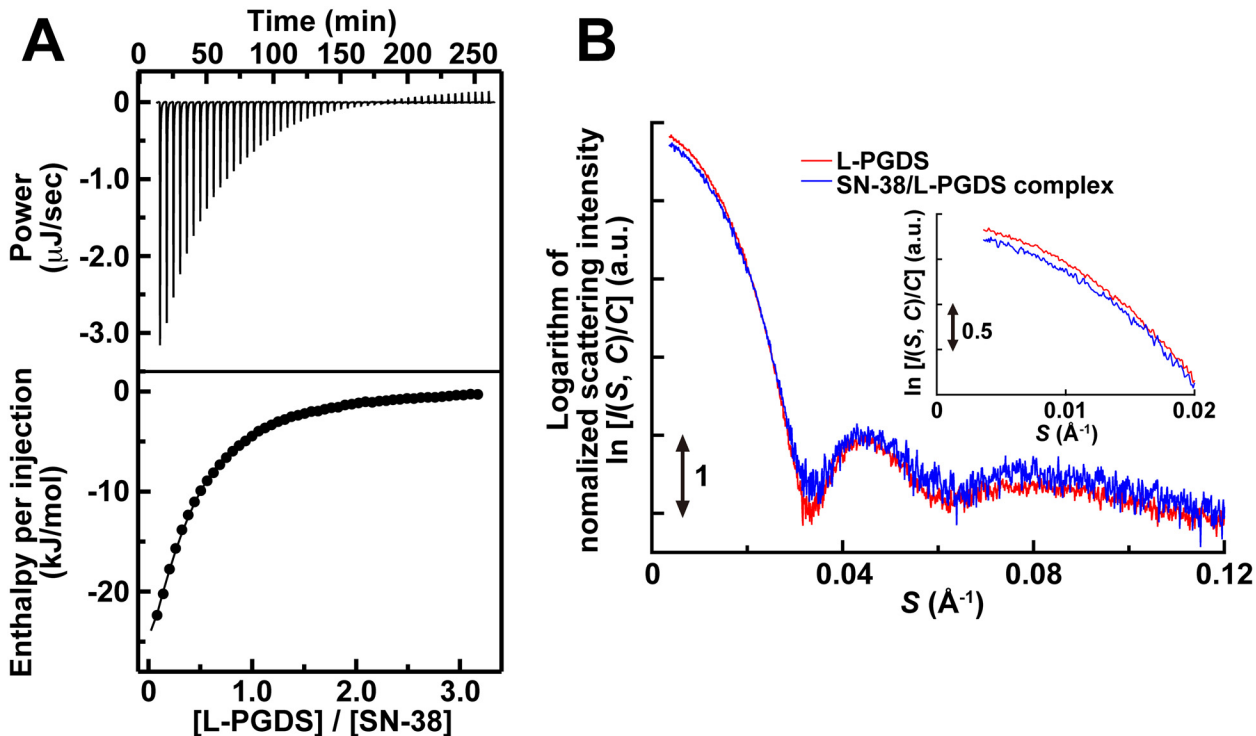 A
Time (min)
0 50 100 150 200 250
0
-1.0
-2.0
-3.0
Power
(μJ/sec)
0
-10
-20
Enthalpy per injection
(kJ/mol)
0 1.0 2.0 3.0
[L-PGDS] / [SN-38]
B
Logarithm of
nomalized scattering intensity
ln [I(S, C)/C] (a.u.)
1
L-PGDS
SN-38/L-PGDS complex
ln [I(S, C)/C] (a.u.)
0.5
0 0.01 0.02
S (Å⁻¹)
0 0.04 0.08 0.12
S (Å⁻¹)